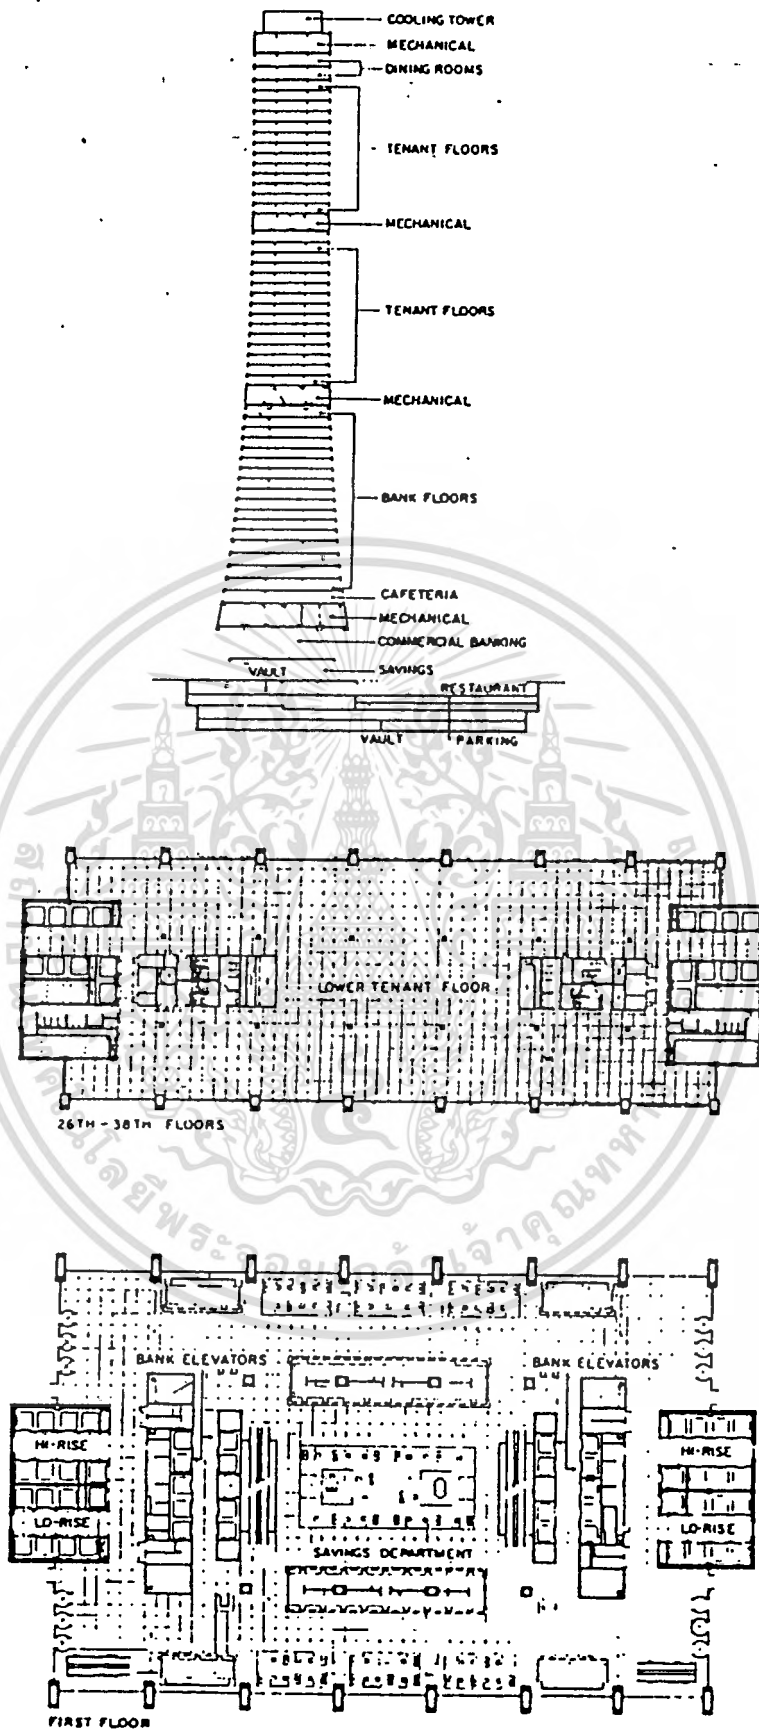 COOLING TOWER
MECHANICAL
DINING ROOMS
TENANT FLOORS
MECHANICAL
TENANT FLOORS
MECHANICAL
BANK FLOORS
CAFETERIA
MECHANICAL
COMMERCIAL BANKING
VAULT
SAVINGS
RESTAURANT
VAULT
PARKING
LOWER TENANT FLOOR
26TH - 38TH FLOORS
BANK ELEVATORS
BANK ELEVATORS
HI-RISE
HI-RISE
LO-RISE
LO-RISE
SAVINGS DEPARTMENT
FIRST FLOOR